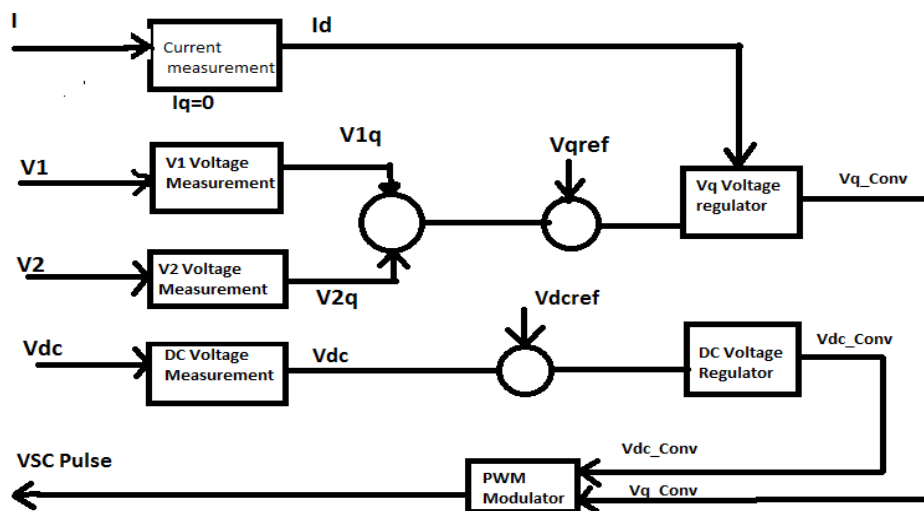 I
Current
measurement
Id
Iq=0
V1
V1 Voltage
Measurement
V1q
Vqref
Vq Voltage
regulator
Vq_Conv
V2
V2 Voltage
Measurement
V2q
Vdc
DC Voltage
Measurement
Vdc
Vdcref
DC Voltage
Regulator
Vdc_Conv
VSC Pulse
PWM
Modulator
Vdc_Conv
Vq_Conv